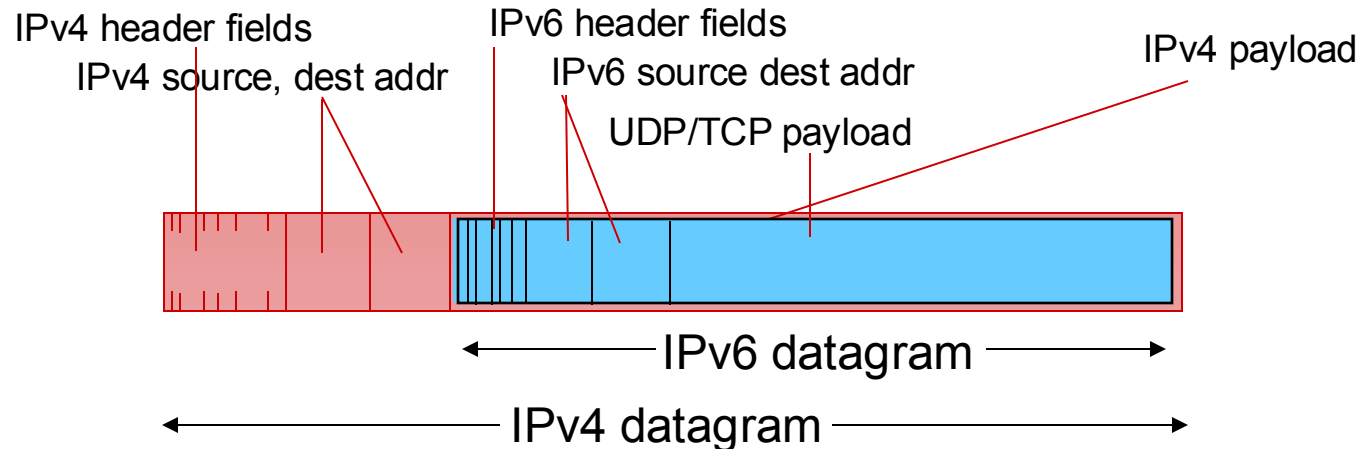 IPv4 header fields
IPv6 header fields
IPv4 payload
IPv4 source, dest addr
IPv6 source dest addr
UDP/TCP payload
IPv6 datagram
IPv4 datagram